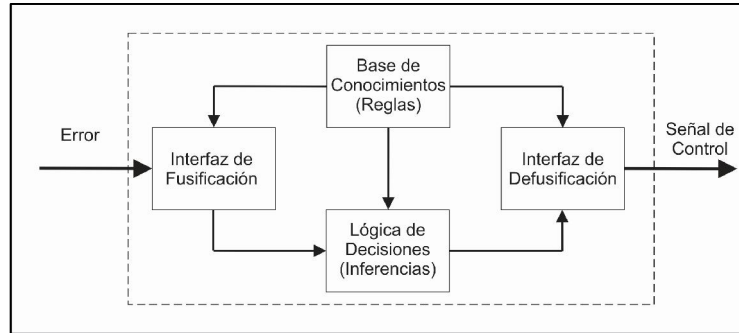 Base de
Conocimientos
(Reglas)
Error
Interfaz de
Fusificación
Interfaz de
Defusificación
Señal de
Control
Lógica de
Decisiones
(Inferencias)